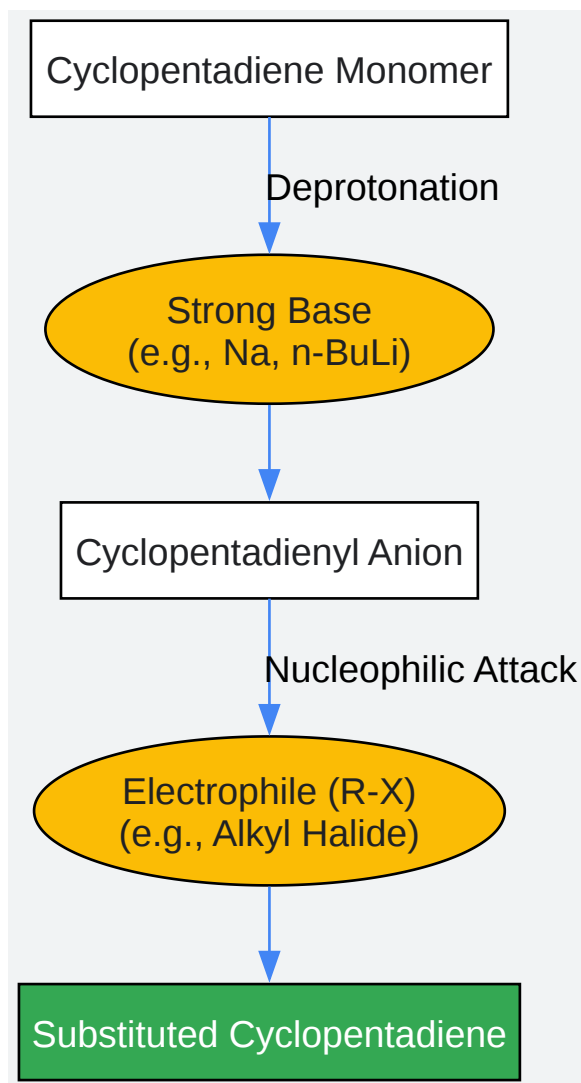 Cyclopentadiene Monomer
Deprotonation
Strong Base
(e.g., Na, n-BuLi)
Cyclopentadienyl Anion
Nucleophilic Attack
Electrophile (R-X)
(e.g., Alkyl Halide)
Substituted Cyclopentadiene